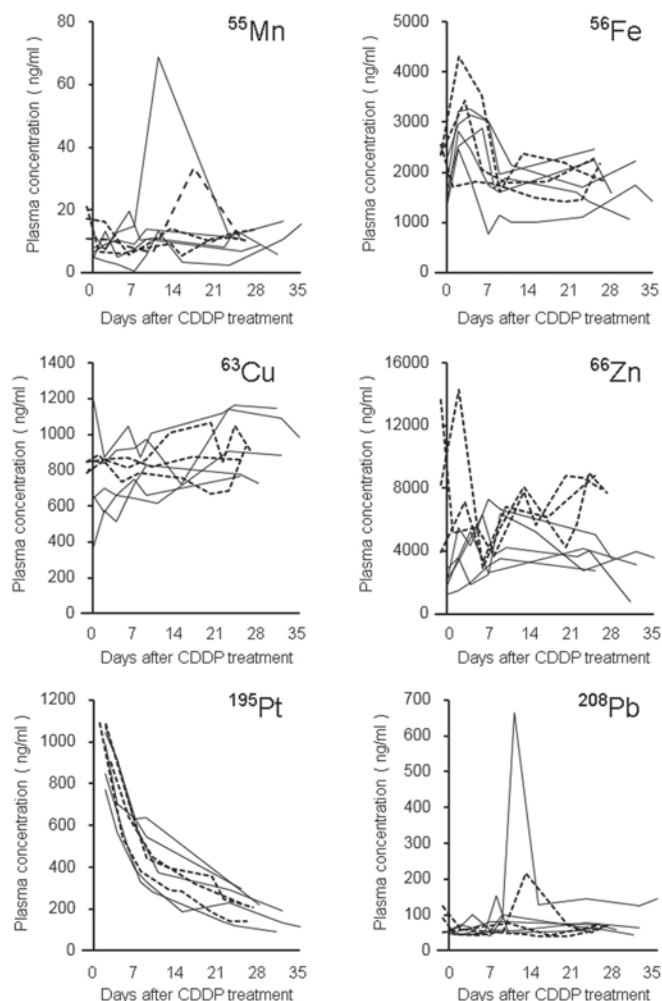 55Mn
Plasma concentration ( ng/ml )
80
60
40
20
0
0 7 14 21 28 35
Days after CDDP treatment
56Fe
Plasma concentration ( ng/ml )
5000
4000
3000
2000
1000
0
0 7 14 21 28 35
Days after CDDP treatment
63Cu
Plasma concentration ( ng/ml )
1400
1200
1000
800
600
400
200
0
0 7 14 21 28 35
Days after CDDP treatment
66Zn
Plasma concentration ( ng/ml )
16000
12000
8000
4000
0
0 7 14 21 28 35
Days after CDDP treatment
195Pt
Plasma concentration ( ng/ml )
1200
1000
800
600
400
200
0
0 7 14 21 28 35
Days after CDDP treatment
208Pb
Plasma concentration ( ng/ml )
700
600
500
400
300
200
100
0
0 7 14 21 28 35
Days after CDDP treatment